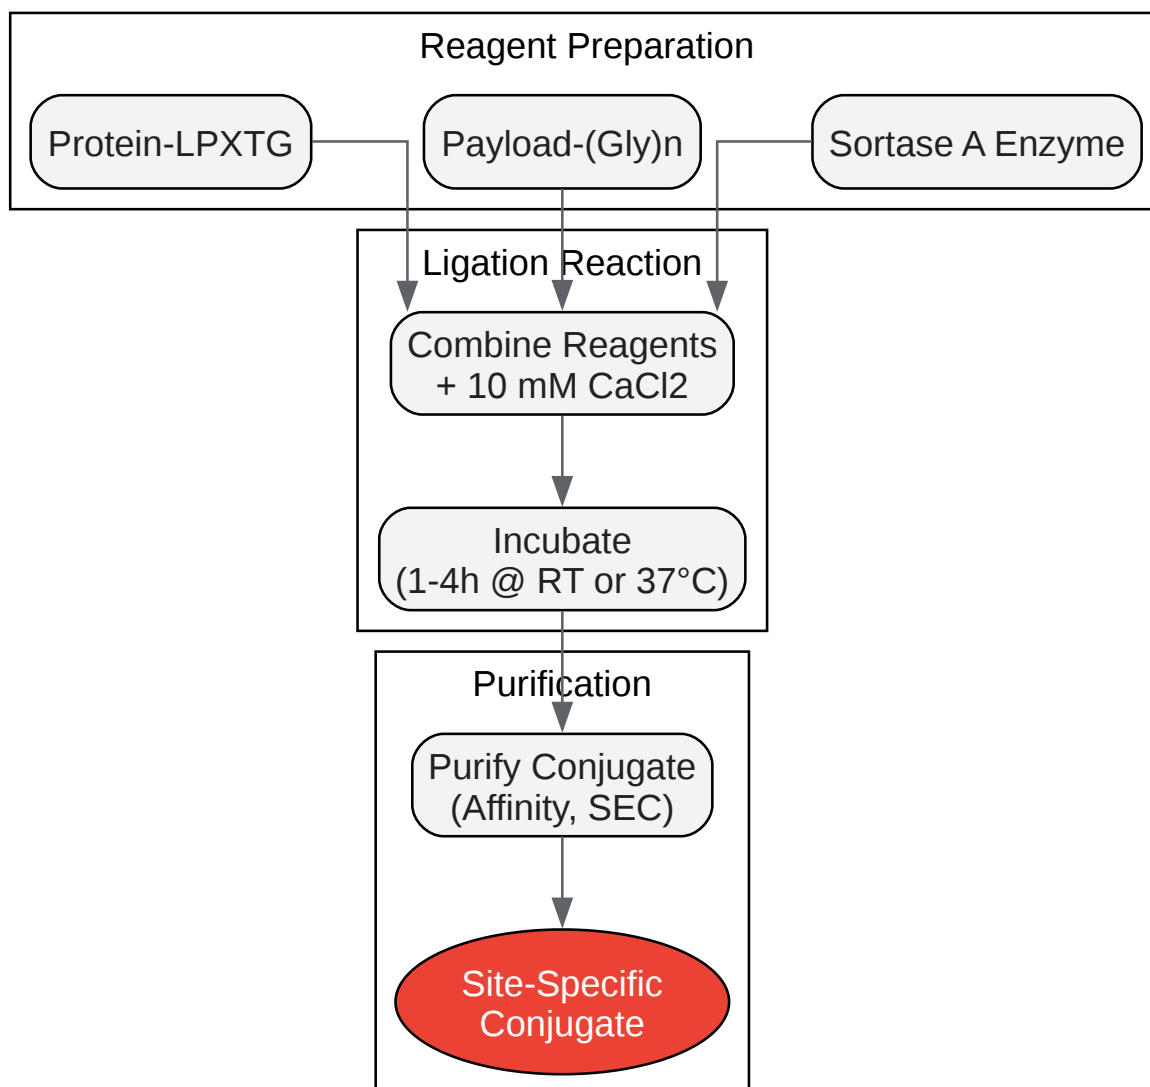 Reagent Preparation
Protein-LPXTG
Payload-(Gly)n
Sortase A Enzyme
Ligation Reaction
Combine Reagents
+ 10 mM CaCl2
Incubate
(1-4h @ RT or 37°C)
Purification
Purify Conjugate
(Affinity, SEC)
Site-Specific
Conjugate